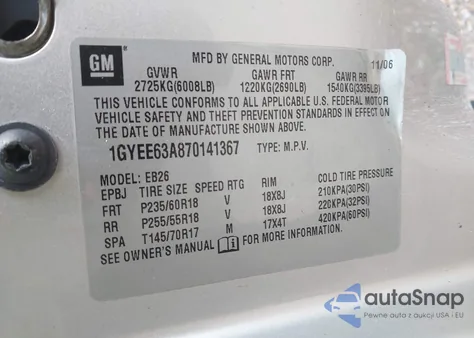 GM
MFD BY GENERAL MOTORS CORP.
11/06
GVWR GAWR FRT GAWR RR
2725KG(6008LB) 1220KG(2690LB) 1540KG(3395LB)
THIS VEHICLE CONFORMS TO ALL APPLICABLE U.S. FEDERAL MOTOR
VEHICLE SAFETY AND THEFT PREVENTION STANDARDS IN EFFECT ON THE
DATE OF MANUFACTURE SHOWN ABOVE.
1GYEE63A870141367 TYPE: M.P.V.
MODEL: EB26
EPBJ TIRE SIZE SPEED RTG RIM COLD TIRE PRESSURE
FRT P235/60R18 V 18X8J 210KPA(30PSI)
RR P255/55R18 V 18X8J 220KPA(32PSI)
SPA T145/70R17 M 17X4T 420KPA(60PSI)
SEE OWNER'S MANUAL FOR MORE INFORMATION.
autoSnap
Pewne auta z aukcji USA i EU